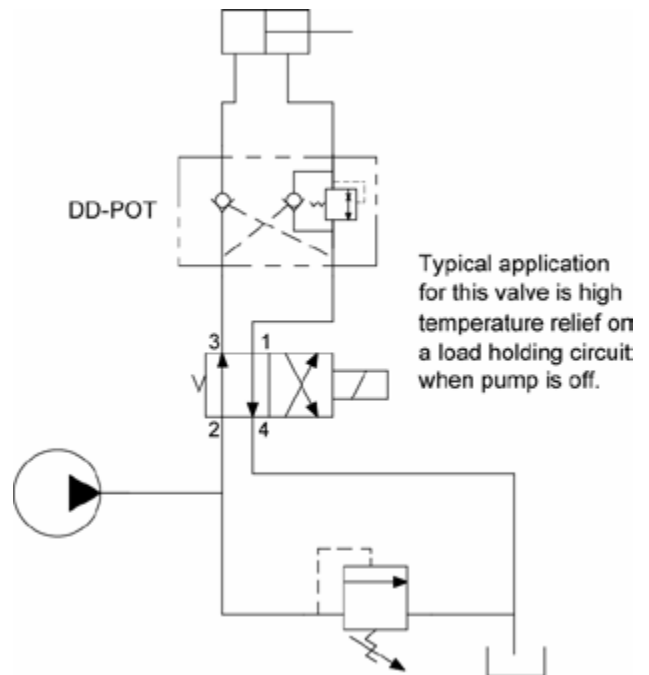 DD-POT
Typical application
for this valve is high
temperature relief on
a load holding circuit
when pump is off.
3 1
2 4